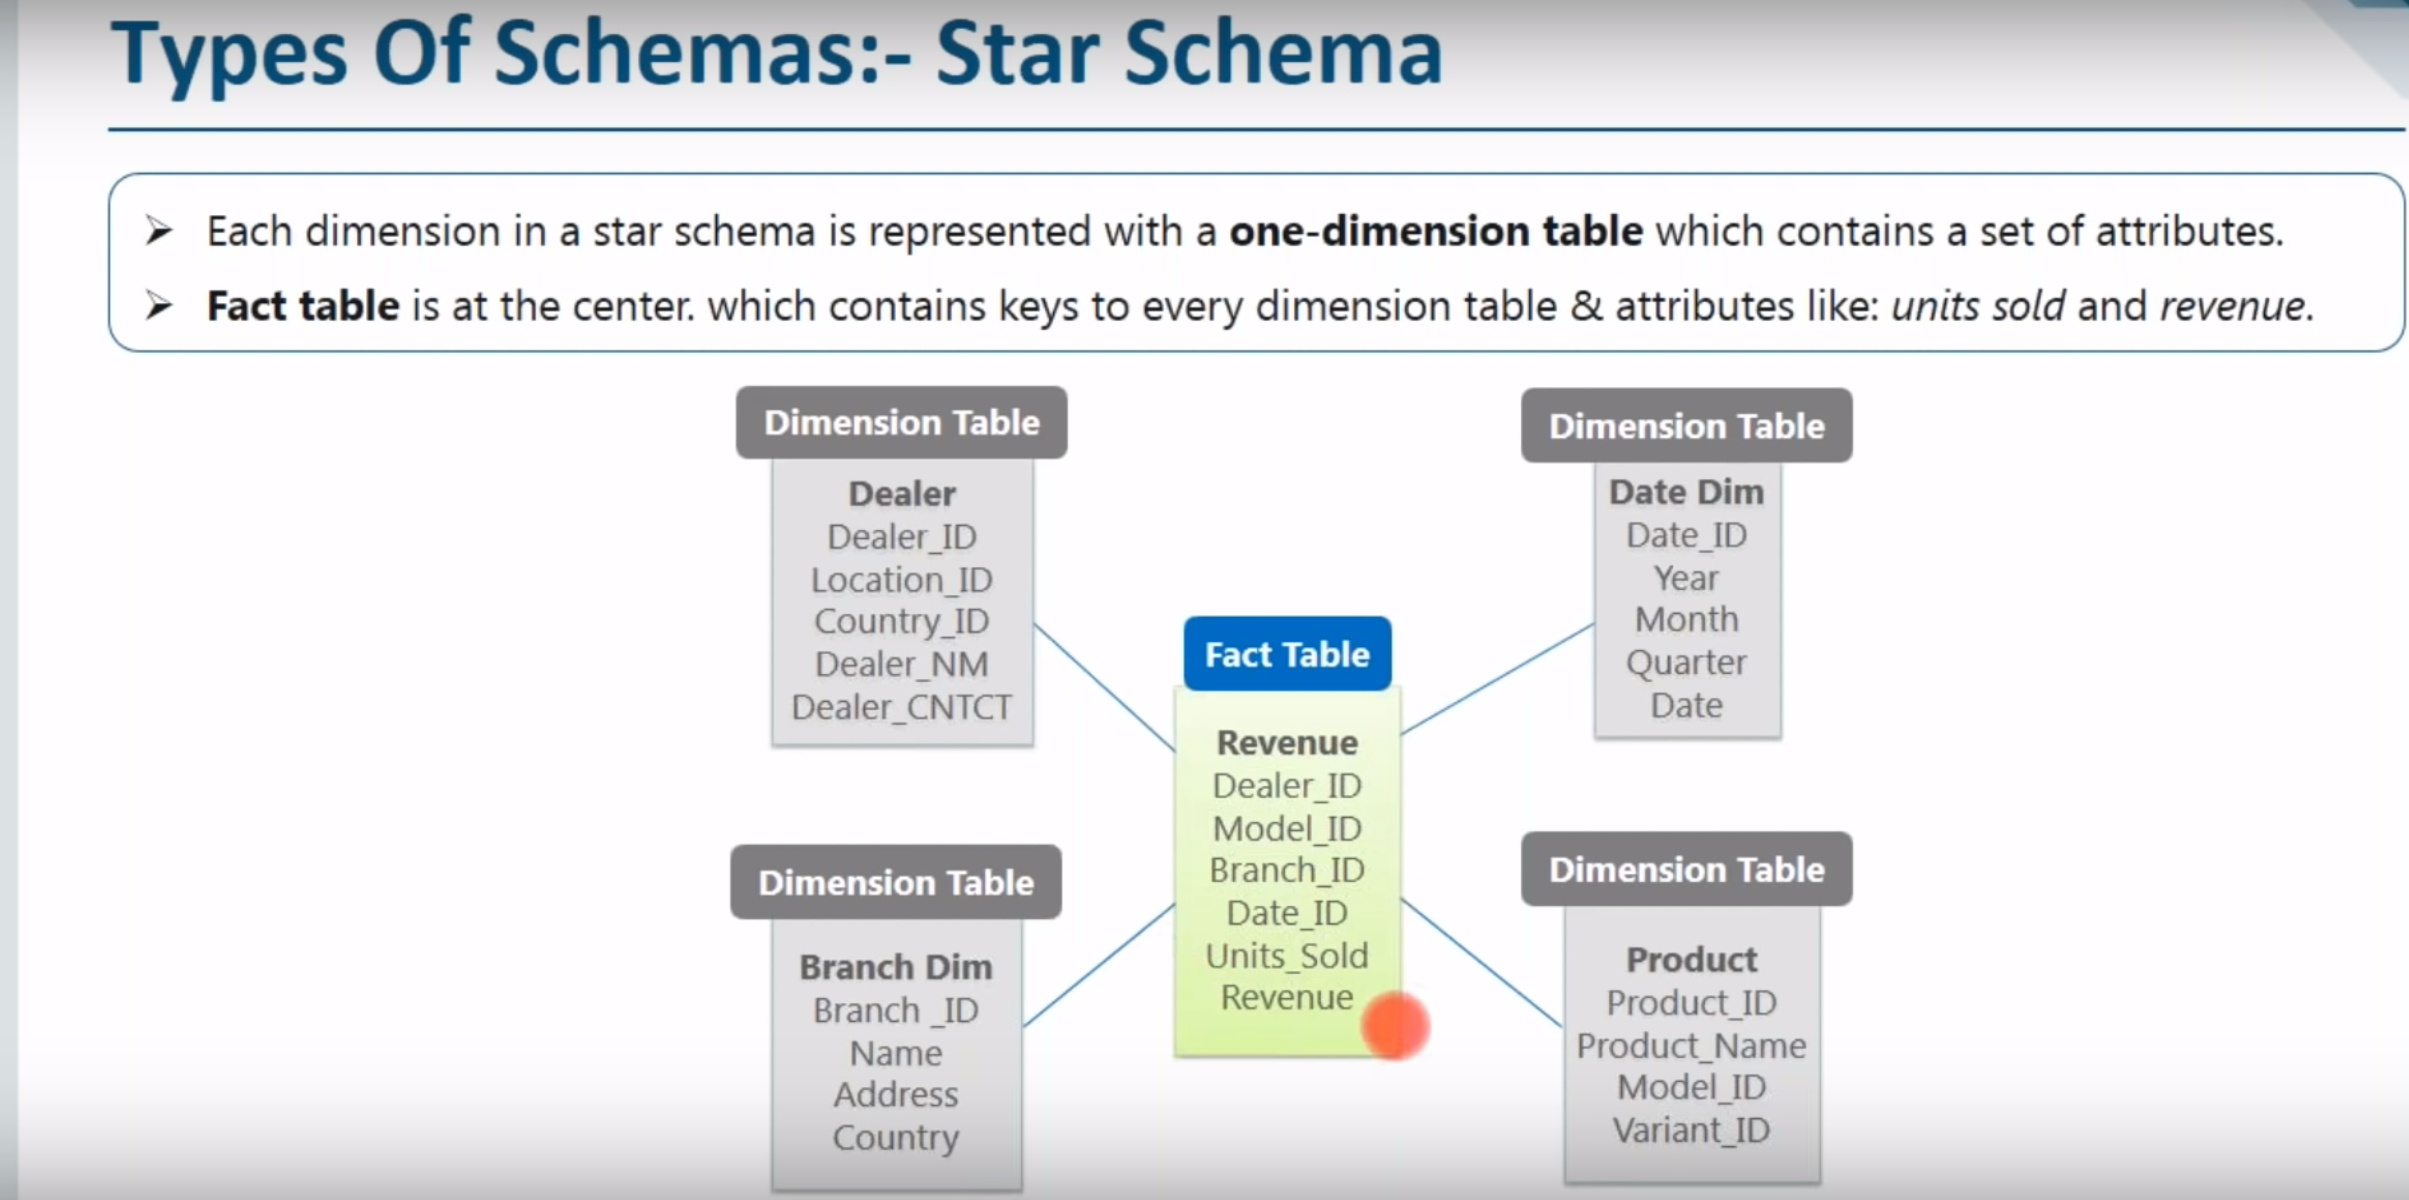 Types Of Schemas:- Star Schema
➢ Each dimension in a star schema is represented with a one-dimension table which contains a set of attributes.
➢ Fact table is at the center. which contains keys to every dimension table & attributes like: units sold and revenue.
Dimension Table
Dealer
Dealer_ID
Location_ID
Country_ID
Dealer_NM
Dealer_CNTCT
Dimension Table
Date Dim
Date_ID
Year
Month
Quarter
Date
Fact Table
Revenue
Dealer_ID
Model_ID
Branch_ID
Date_ID
Units_Sold
Revenue
Dimension Table
Branch Dim
Branch _ID
Name
Address
Country
Dimension Table
Product
Product_ID
Product_Name
Model_ID
Variant_ID